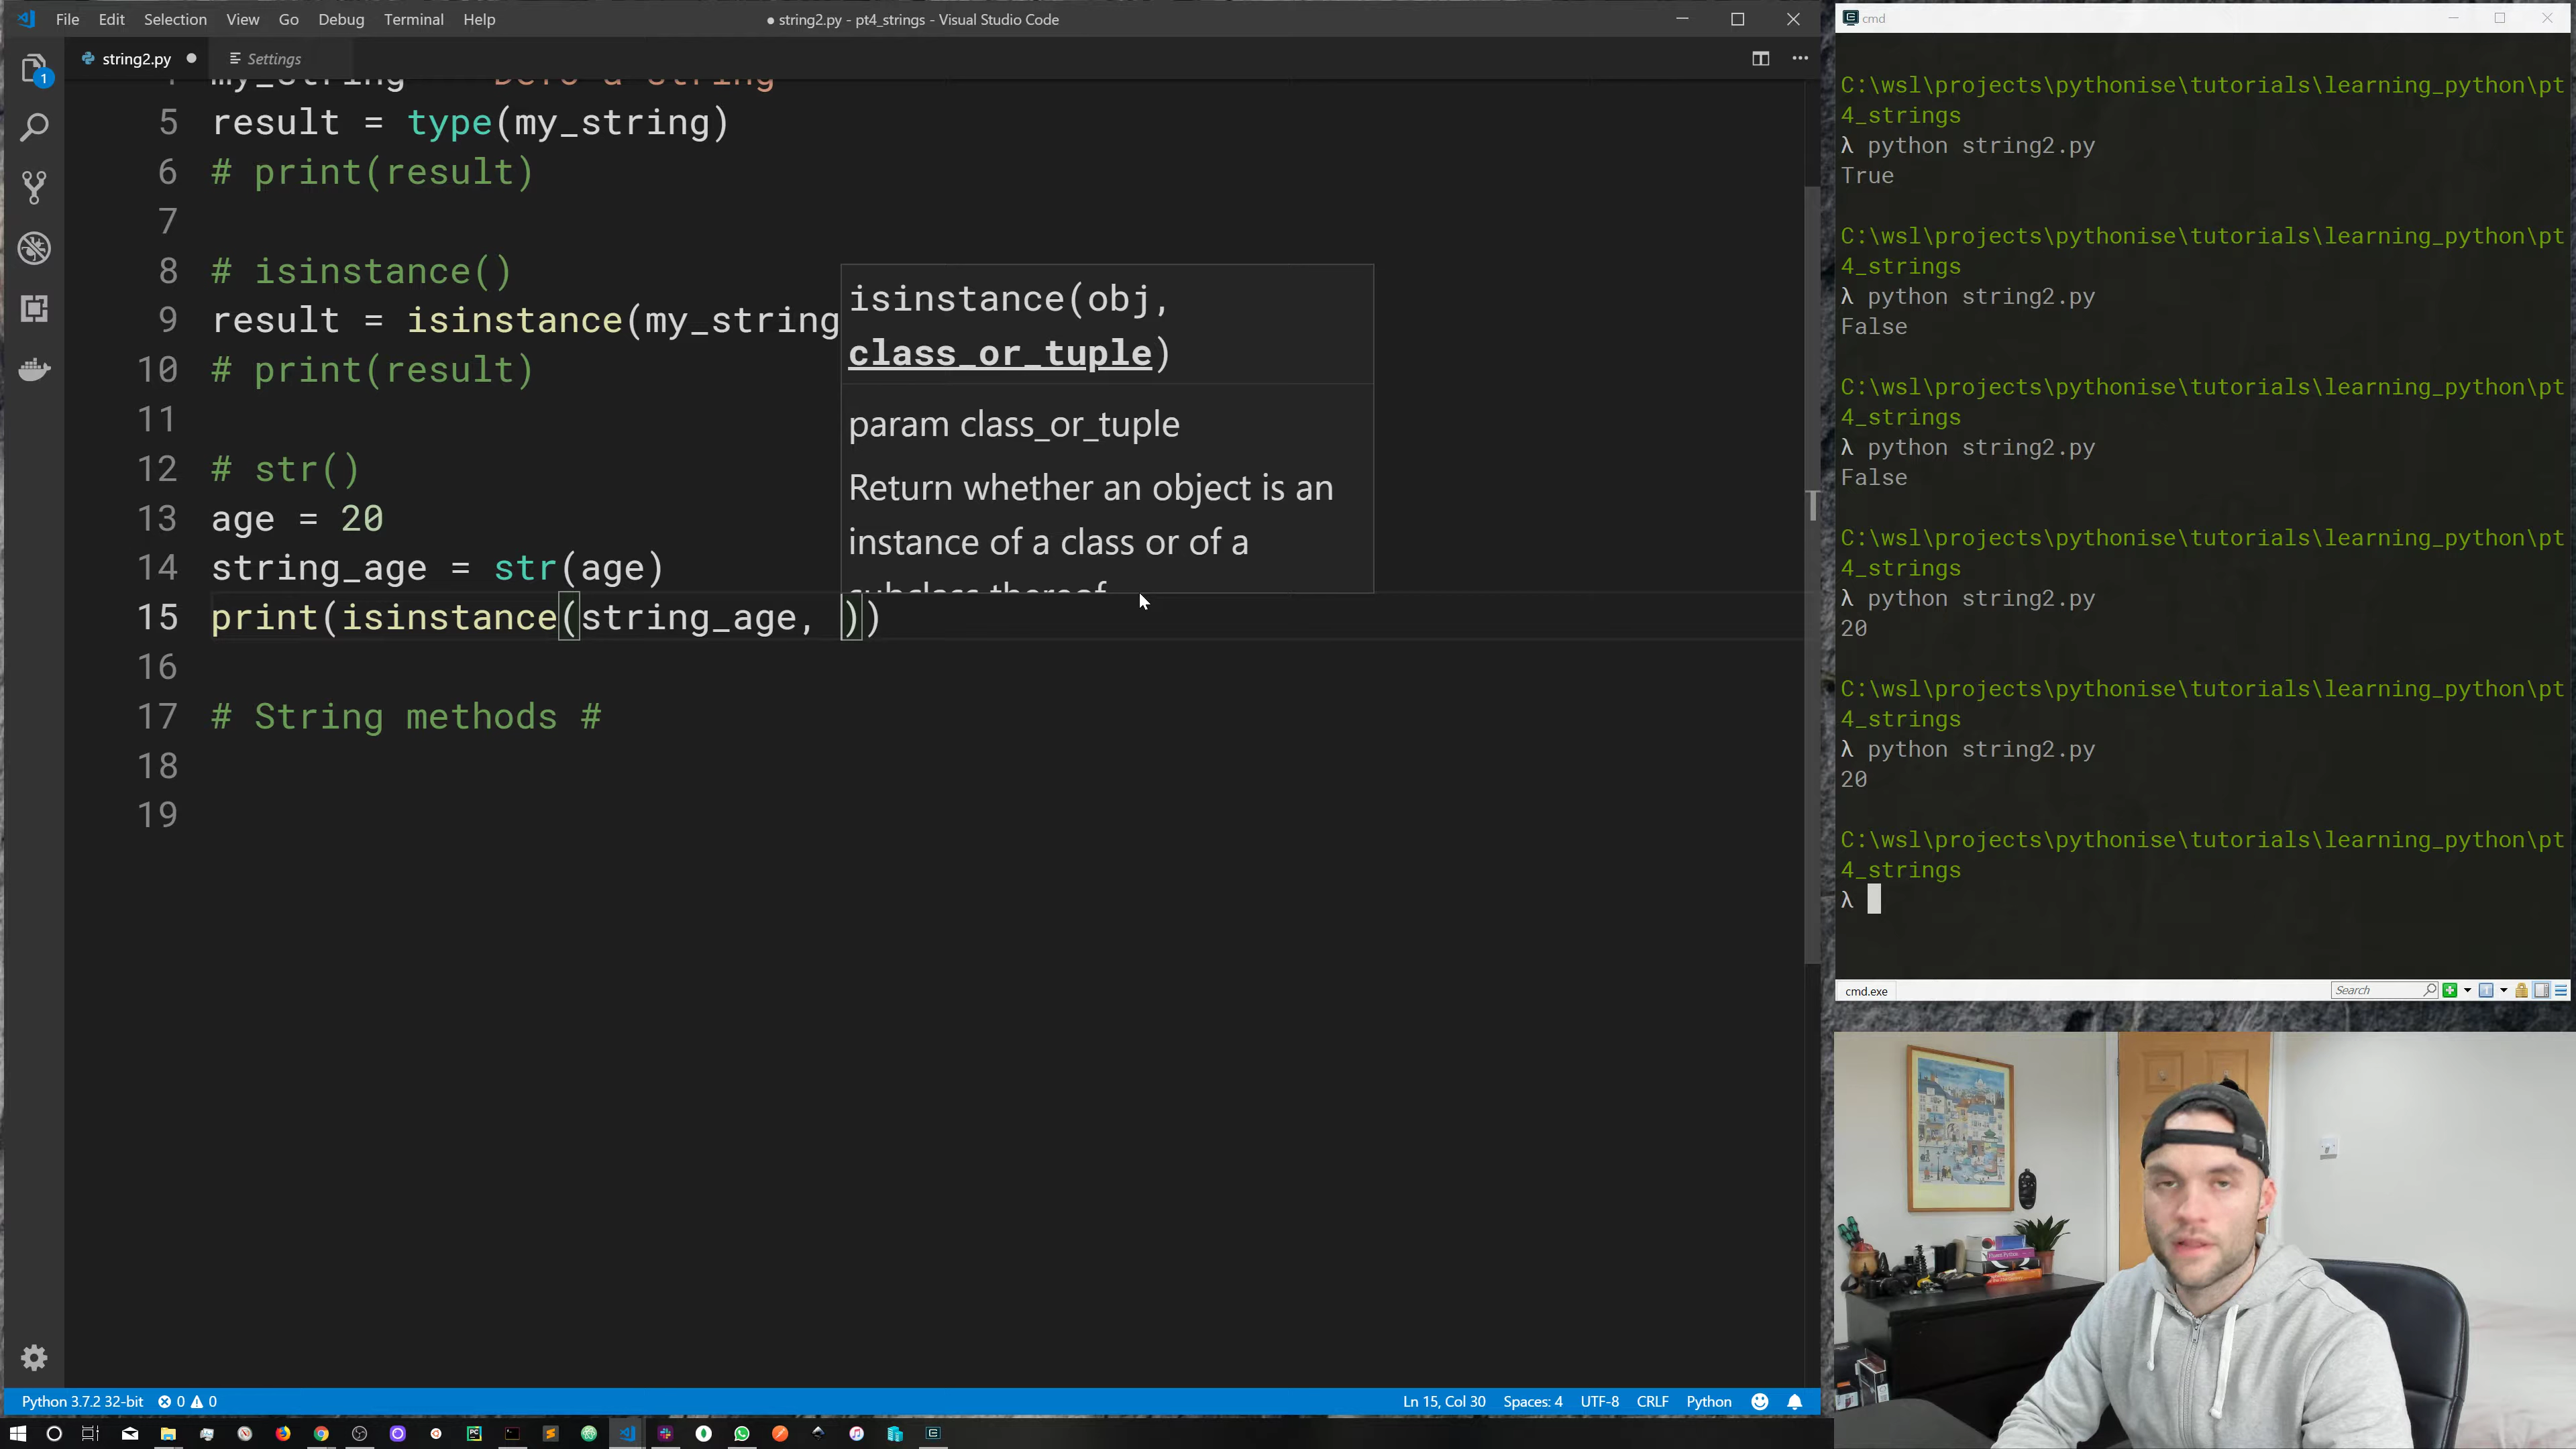 File Edit Selection View Go Debug Terminal Help
● string2.py - pt4_strings - Visual Studio Code
string2.py
Settings
1
5 result = type(my_string)
6 # print(result)
7
8 # isinstance()
9 result = isinstance(my_string
10 # print(result)
11
12 # str()
13 age = 20
14 string_age = str(age)
15 print(isinstance(string_age, ))
16
17 # String methods #
18
19
isinstance(obj,
class_or_tuple)
param class_or_tuple
Return whether an object is an
instance of a class or of a
subclass thereof
Python 3.7.2 32-bit 0 0
Ln 15, Col 30 Spaces: 4 UTF-8 CRLF Python
cmd
C:\wsl\projects\pythonise\tutorials\learning_python\pt
4_strings
λ python string2.py
True
C:\wsl\projects\pythonise\tutorials\learning_python\pt
4_strings
λ python string2.py
False
C:\wsl\projects\pythonise\tutorials\learning_python\pt
4_strings
λ python string2.py
False
C:\wsl\projects\pythonise\tutorials\learning_python\pt
4_strings
λ python string2.py
20
C:\wsl\projects\pythonise\tutorials\learning_python\pt
4_strings
λ python string2.py
20
C:\wsl\projects\pythonise\tutorials\learning_python\pt
4_strings
λ
cmd.exe
Search